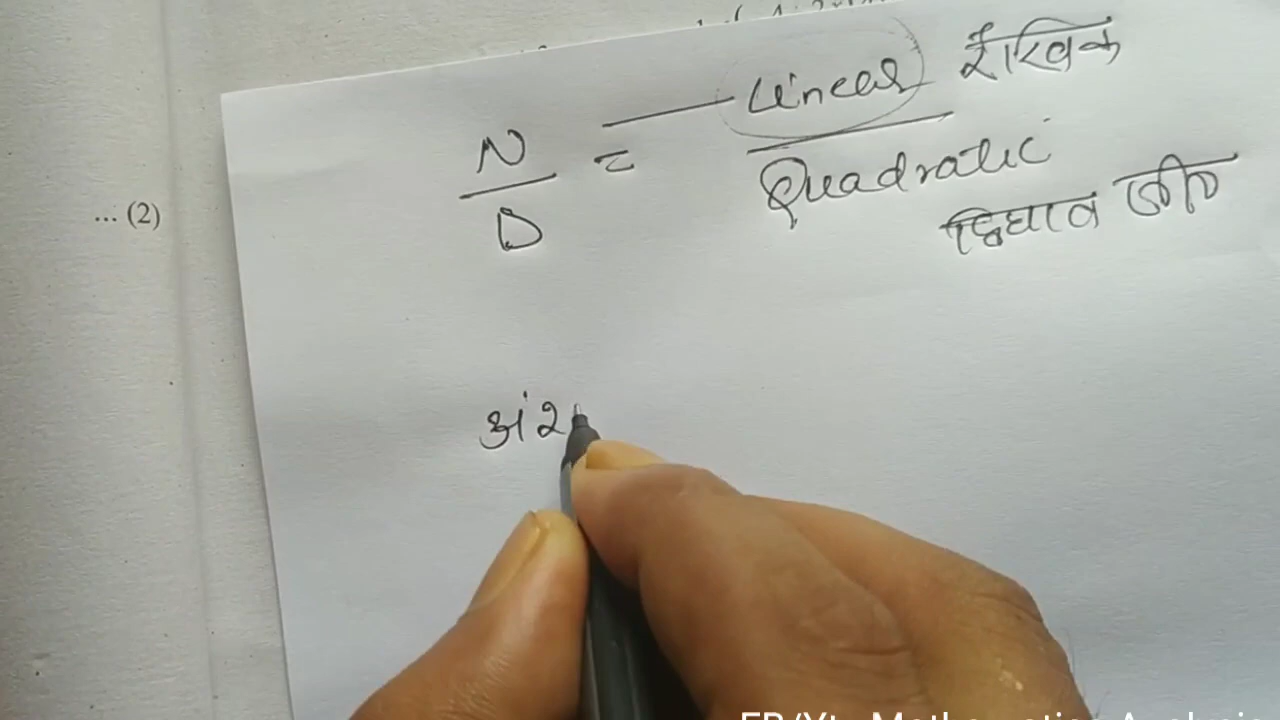 Linear रैखिक
N/D = Quadratic
द्विघात
... (2)
अंश